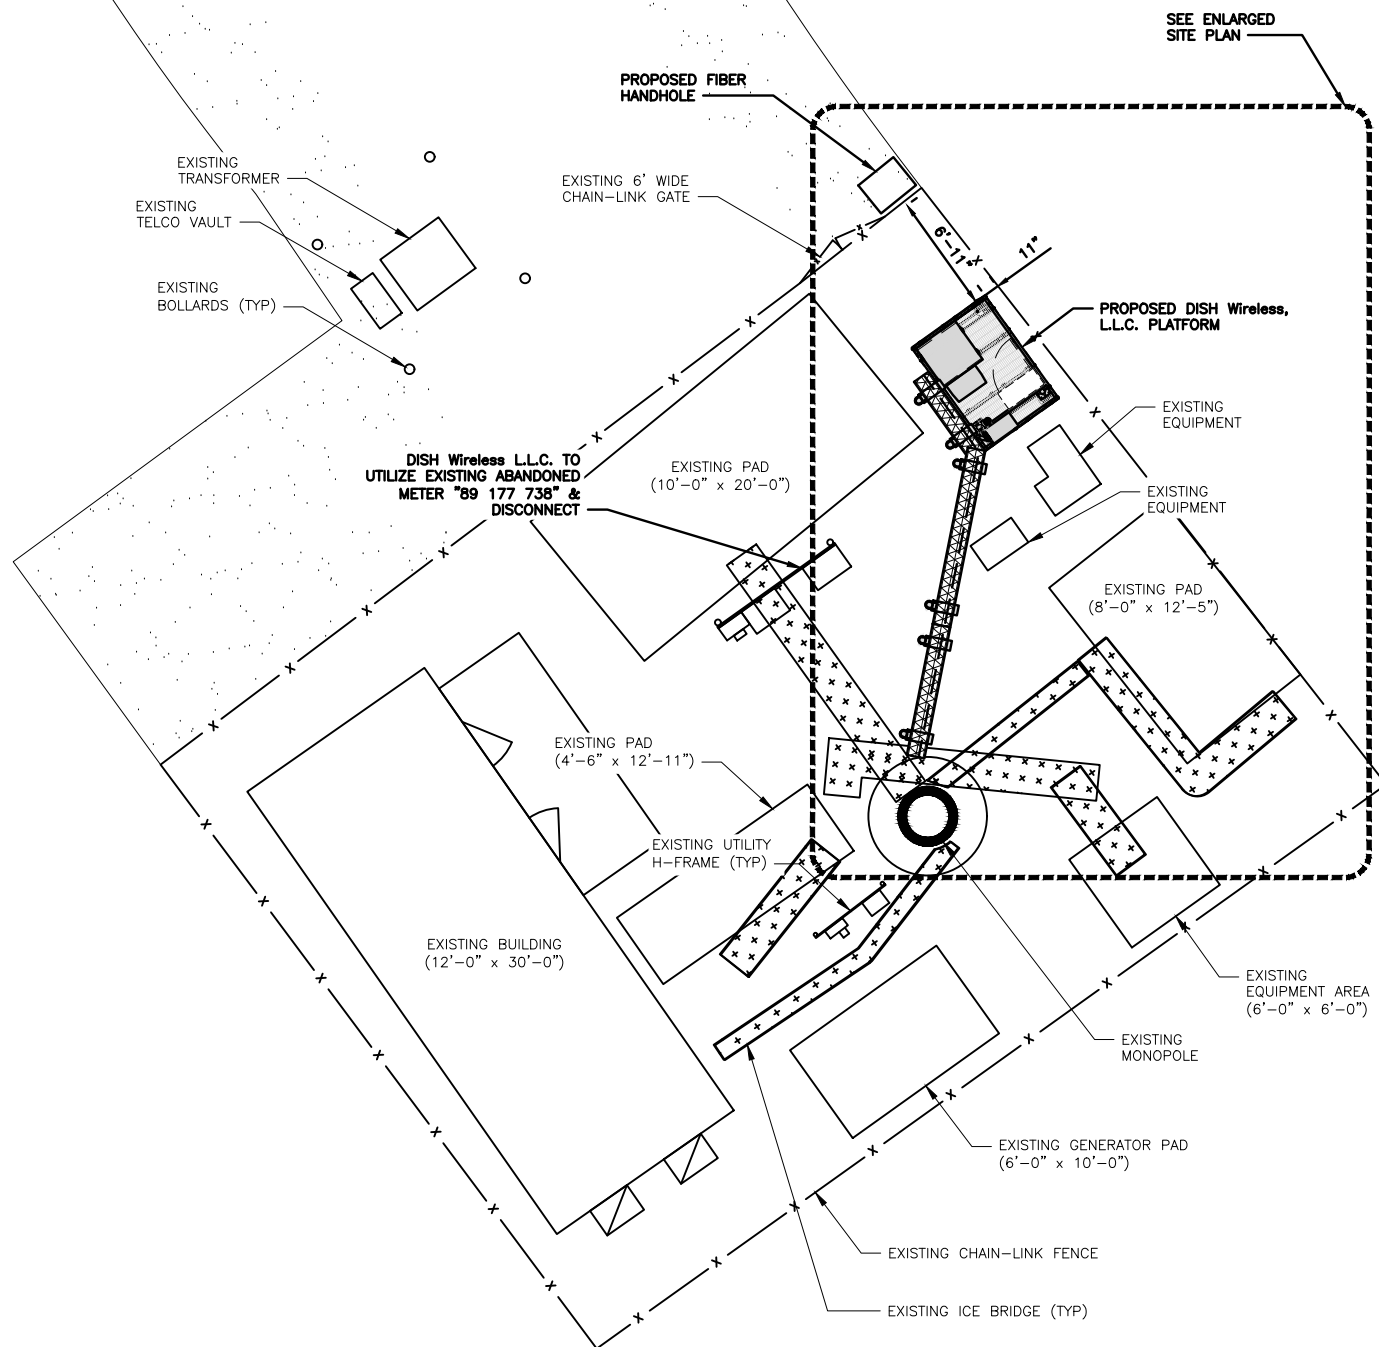 SEE ENLARGED
SITE PLAN
PROPOSED FIBER
HANDHOLE
EXISTING
TRANSFORMER
EXISTING 6' WIDE
CHAIN-LINK GATE
EXISTING
TELCO VAULT
6'-11"
11"
EXISTING
BOLLARDS (TYP)
PROPOSED DISH Wireless,
L.L.C. PLATFORM
EXISTING
EQUIPMENT
DISH Wireless L.L.C. TO
UTILIZE EXISTING ABANDONED
METER "89 177 738" &
DISCONNECT
EXISTING PAD
(10'-0" x 20'-0")
EXISTING
EQUIPMENT
EXISTING PAD
(8'-0" x 12'-5")
EXISTING PAD
(4'-6" x 12'-11")
EXISTING UTILITY
H-FRAME (TYP)
EXISTING BUILDING
(12'-0" x 30'-0")
EXISTING
EQUIPMENT AREA
(6'-0" x 6'-0")
EXISTING
MONOPOLE
EXISTING GENERATOR PAD
(6'-0" x 10'-0")
EXISTING CHAIN-LINK FENCE
EXISTING ICE BRIDGE (TYP)